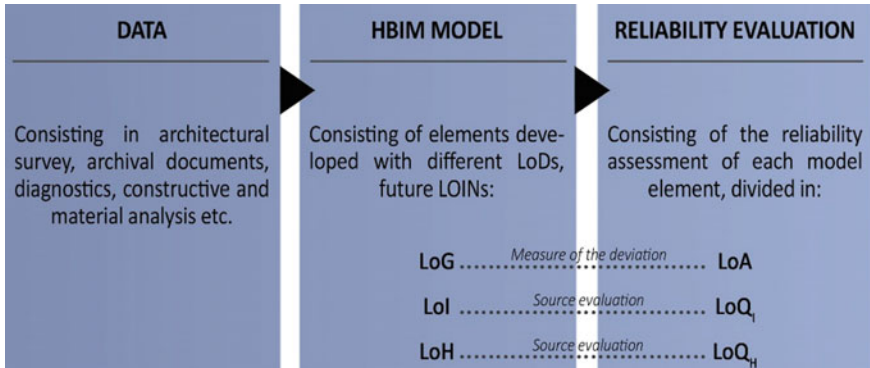 DATA
Consisting in architectural
survey, archival documents,
diagnostics, constructive and
material analysis etc.
HBIM MODEL
Consisting of elements deve-
loped with different LoDs,
future LOINs:
RELIABILITY EVALUATION
Consisting of the reliability
assessment of each model
element, divided in:
LoG Measure of the deviation LoA
LoI Source evaluation LoQI
LoH Source evaluation LoQH